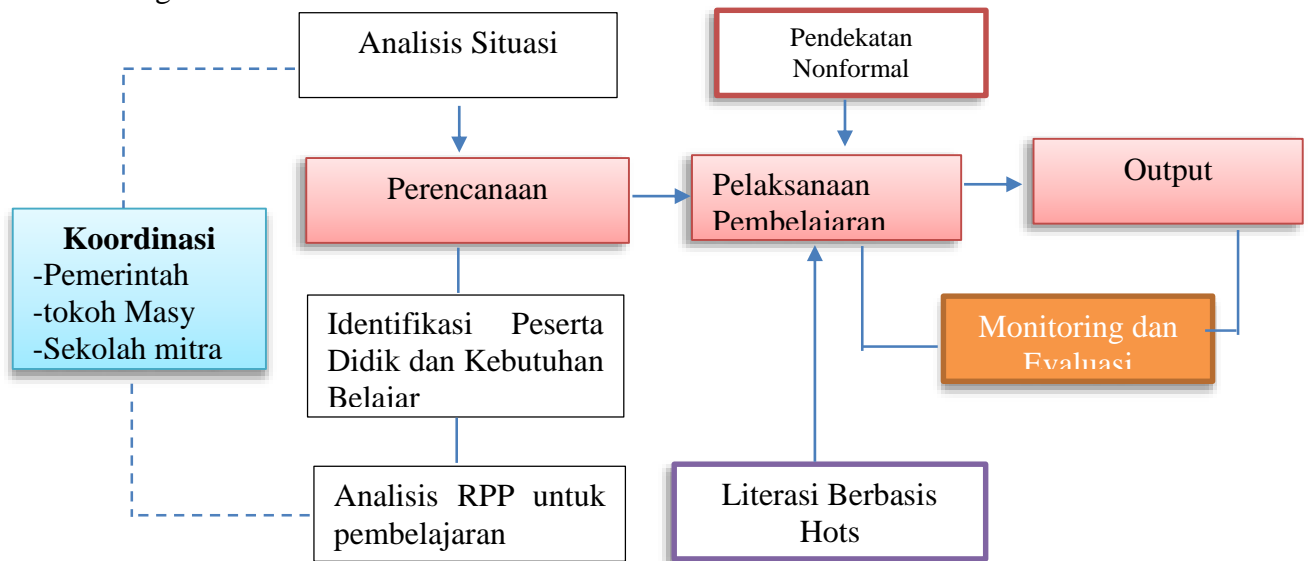 Analisis Situasi
Pendekatan
Nonformal
Perencanaan
Pelaksanaan
Pembelajaran
Output
Koordinasi
-Pemerintah
-tokoh Masy
-Sekolah mitra
Identifikasi Peserta
Didik dan Kebutuhan
Belajar
Monitoring dan
Evaluasi
Analisis RPP untuk
pembelajaran
Literasi Berbasis
Hots